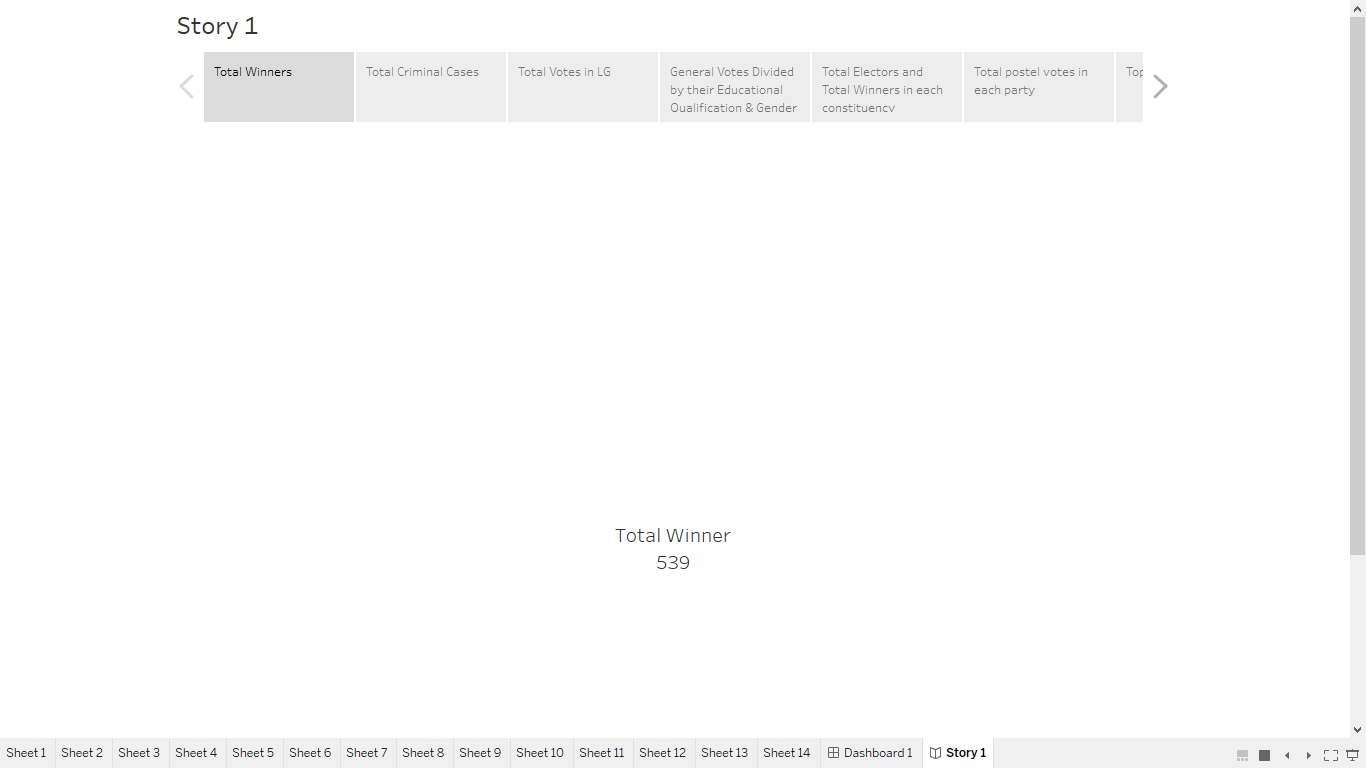 Story 1
Total Winners
Total Criminal Cases
Total Votes in LG
General Votes Divided
by their Educational
Qualification & Gender
Total Electors and
Total Winners in each
constituency
Total postel votes in
each party
Total Winner
539
Sheet 1
Sheet 2
Sheet 3
Sheet 4
Sheet 5
Sheet 6
Sheet 7
Sheet 8
Sheet 9
Sheet 10
Sheet 11
Sheet 12
Sheet 13
Sheet 14
Dashboard 1
Story 1